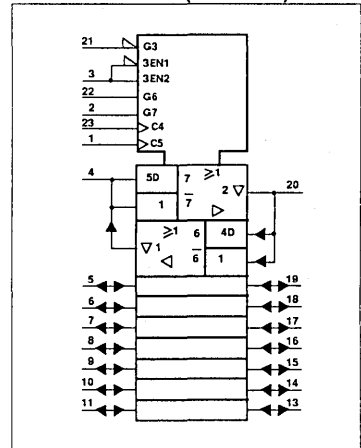 21 G3
3EN1
3 3EN2
22 G6
2 G7
23 C4
1 C5
4 5D 7 ≥1 2▽ 20
1 7̅
≥1 6 4D
▽1 6̅ 1
5 19
6 18
7 17
8 16
9 15
10 14
11 13